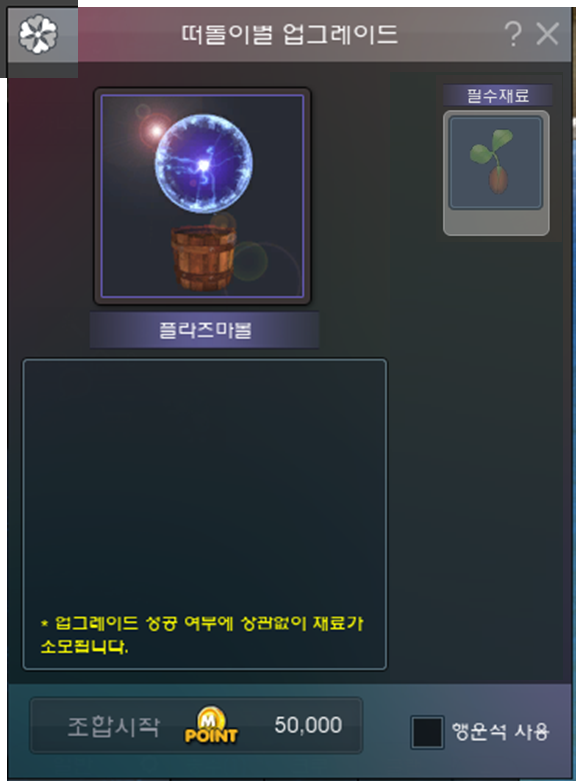 떠돌이별 업그레이드
?
필수재료
플라즈마볼
* 업그레이드 성공 여부에 상관없이 재료가
소모됩니다.
조합시작 M POINT 50,000
행운석 사용